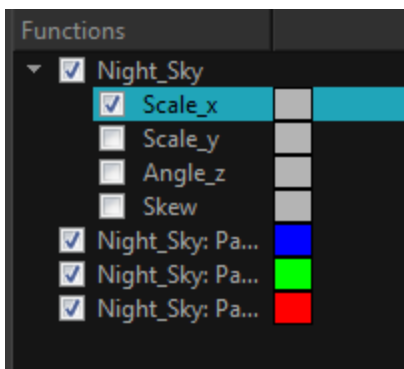 Functions
Night_Sky
Scale_x
Scale_y
Angle_z
Skew
Night_Sky: Pa...
Night_Sky: Pa...
Night_Sky: Pa...